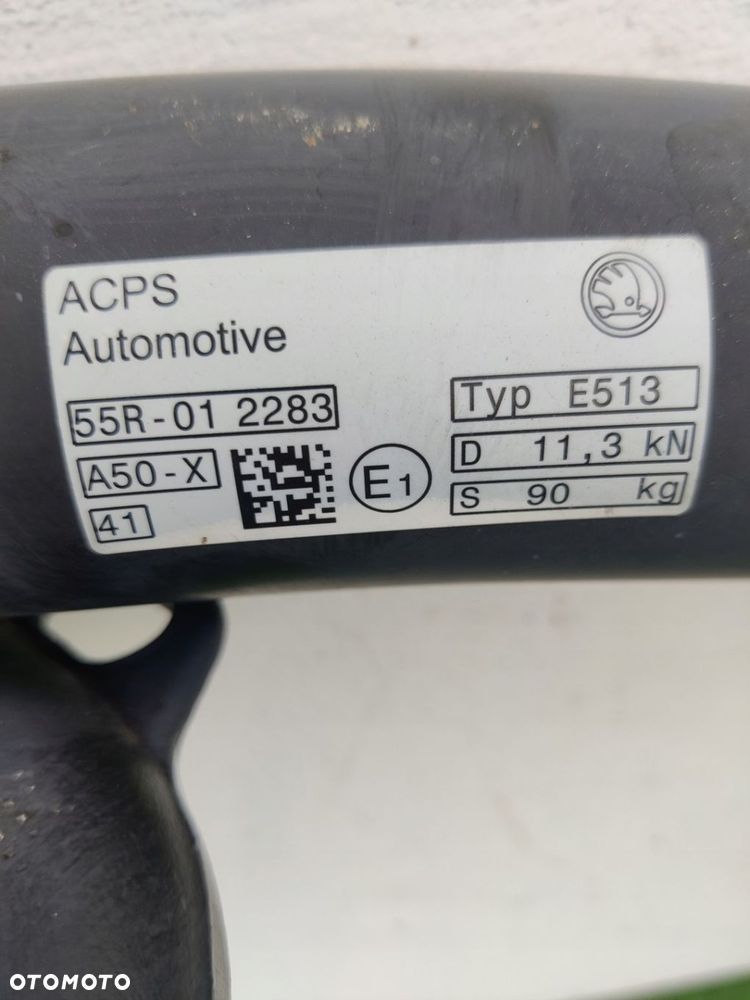 ACPS
Automotive
55R-01 2283
A50-X
41
E1
Typ E513
D 11,3 kN
S 90 kg
OTOMOTO